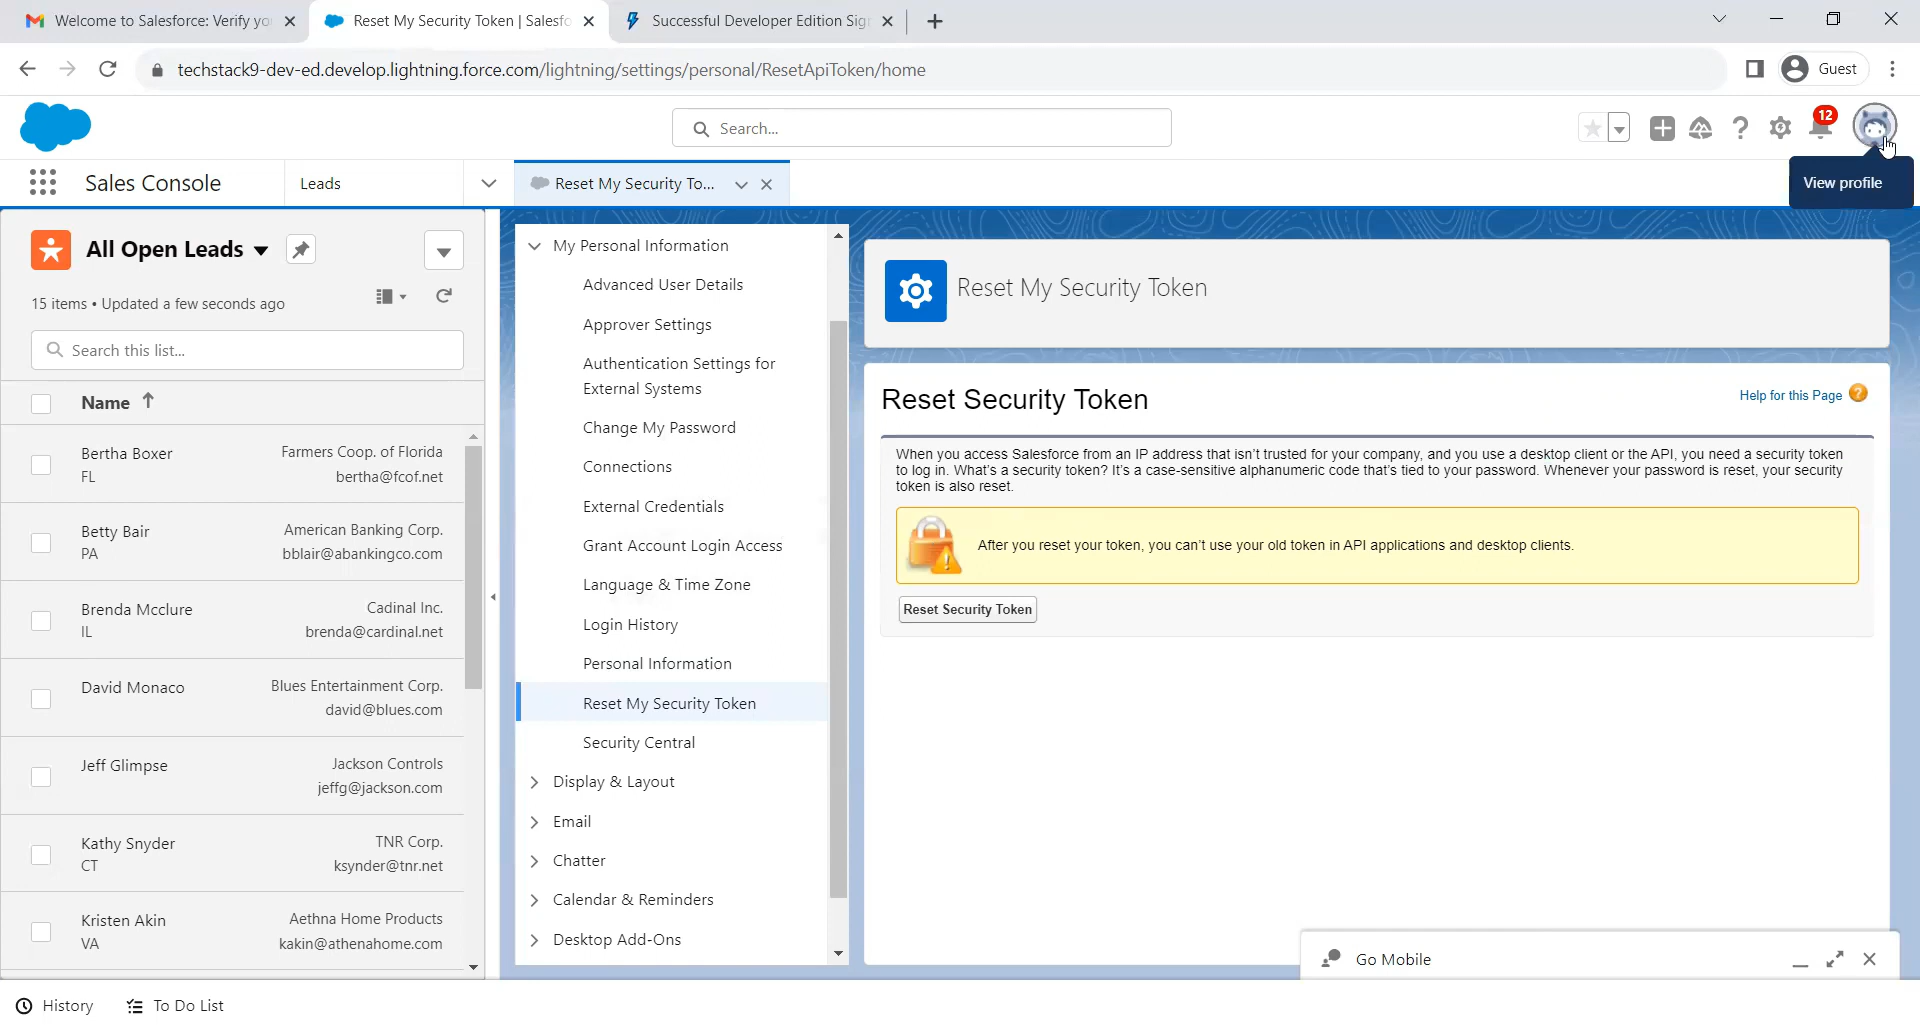 Welcome to Salesforce: Verify yo
Reset My Security Token | Salesfo
Successful Developer Edition Sig
techstack9-dev-ed.develop.lightning.force.com/lightning/settings/personal/ResetApiToken/home
Guest
Search...
12
View profile
Sales Console
Leads
Reset My Security To...
All Open Leads
15 items • Updated a few seconds ago
Search this list...
Name
Bertha Boxer
Farmers Coop. of Florida
FL
bertha@fcof.net
Betty Bair
American Banking Corp.
PA
bblair@abankingco.com
Brenda Mcclure
Cadinal Inc.
IL
brenda@cardinal.net
David Monaco
Blues Entertainment Corp.
david@blues.com
Jeff Glimpse
Jackson Controls
jeffg@jackson.com
Kathy Snyder
TNR Corp.
CT
ksynder@tnr.net
Kristen Akin
Aethna Home Products
VA
kakin@athenahome.com
My Personal Information
Advanced User Details
Approver Settings
Authentication Settings for
External Systems
Change My Password
Connections
External Credentials
Grant Account Login Access
Language & Time Zone
Login History
Personal Information
Reset My Security Token
Security Central
Display & Layout
Email
Chatter
Calendar & Reminders
Desktop Add-Ons
Reset My Security Token
Reset Security Token
Help for this Page
When you access Salesforce from an IP address that isn't trusted for your company, and you use a desktop client or the API, you need a security token
to log in. What's a security token? It's a case-sensitive alphanumeric code that's tied to your password. Whenever your password is reset, your security
token is also reset.
After you reset your token, you can't use your old token in API applications and desktop clients.
Reset Security Token
Go Mobile
History
To Do List